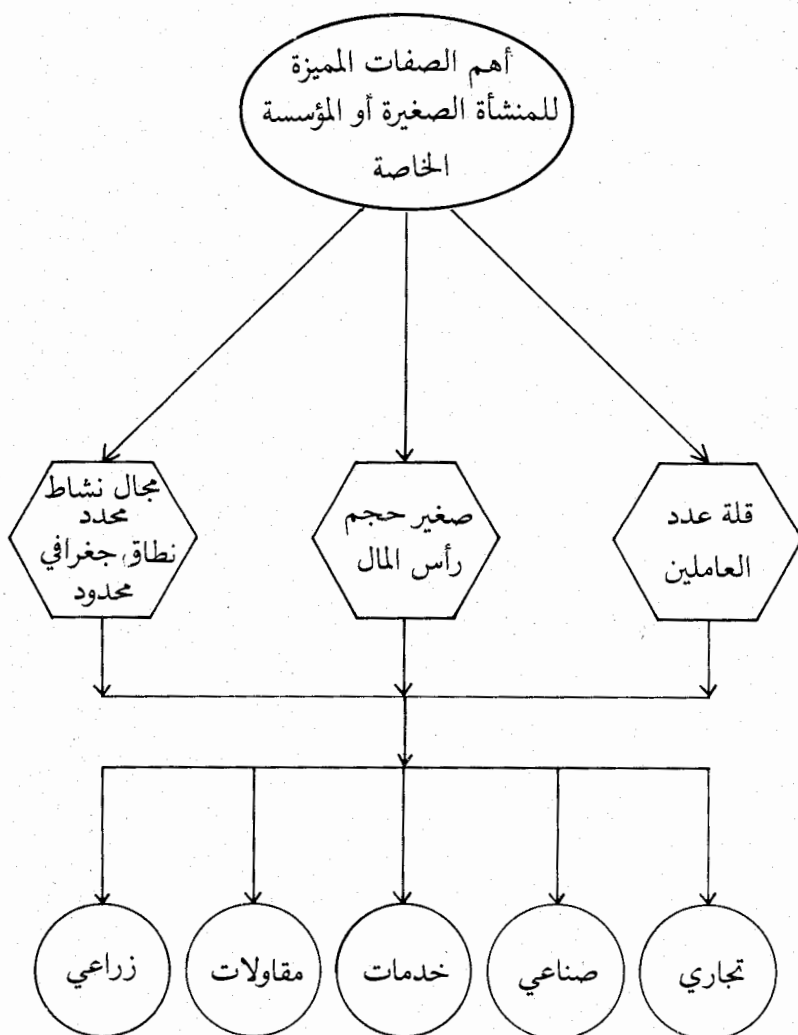 أهم الصفات المميزة
للمنشأة الصغيرة أو المؤسسة
الخاصة
قلة عدد
العاملين
صغير حجم
رأس المال
مجال نشاط
محدد
نطاق جغرافي
محدود
تجاري
صناعي
خدمات
مقاولات
زراعي